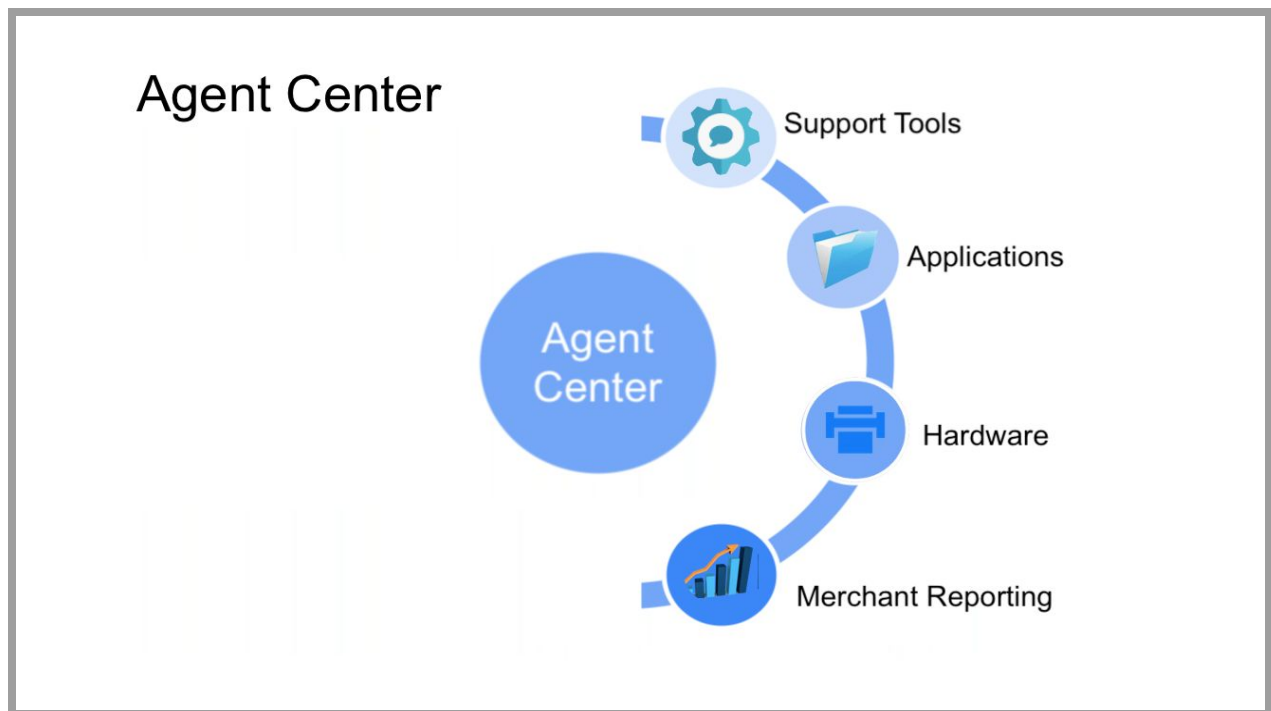 Agent Center
Support Tools
Applications
Agent
Center
Hardware
Merchant Reporting